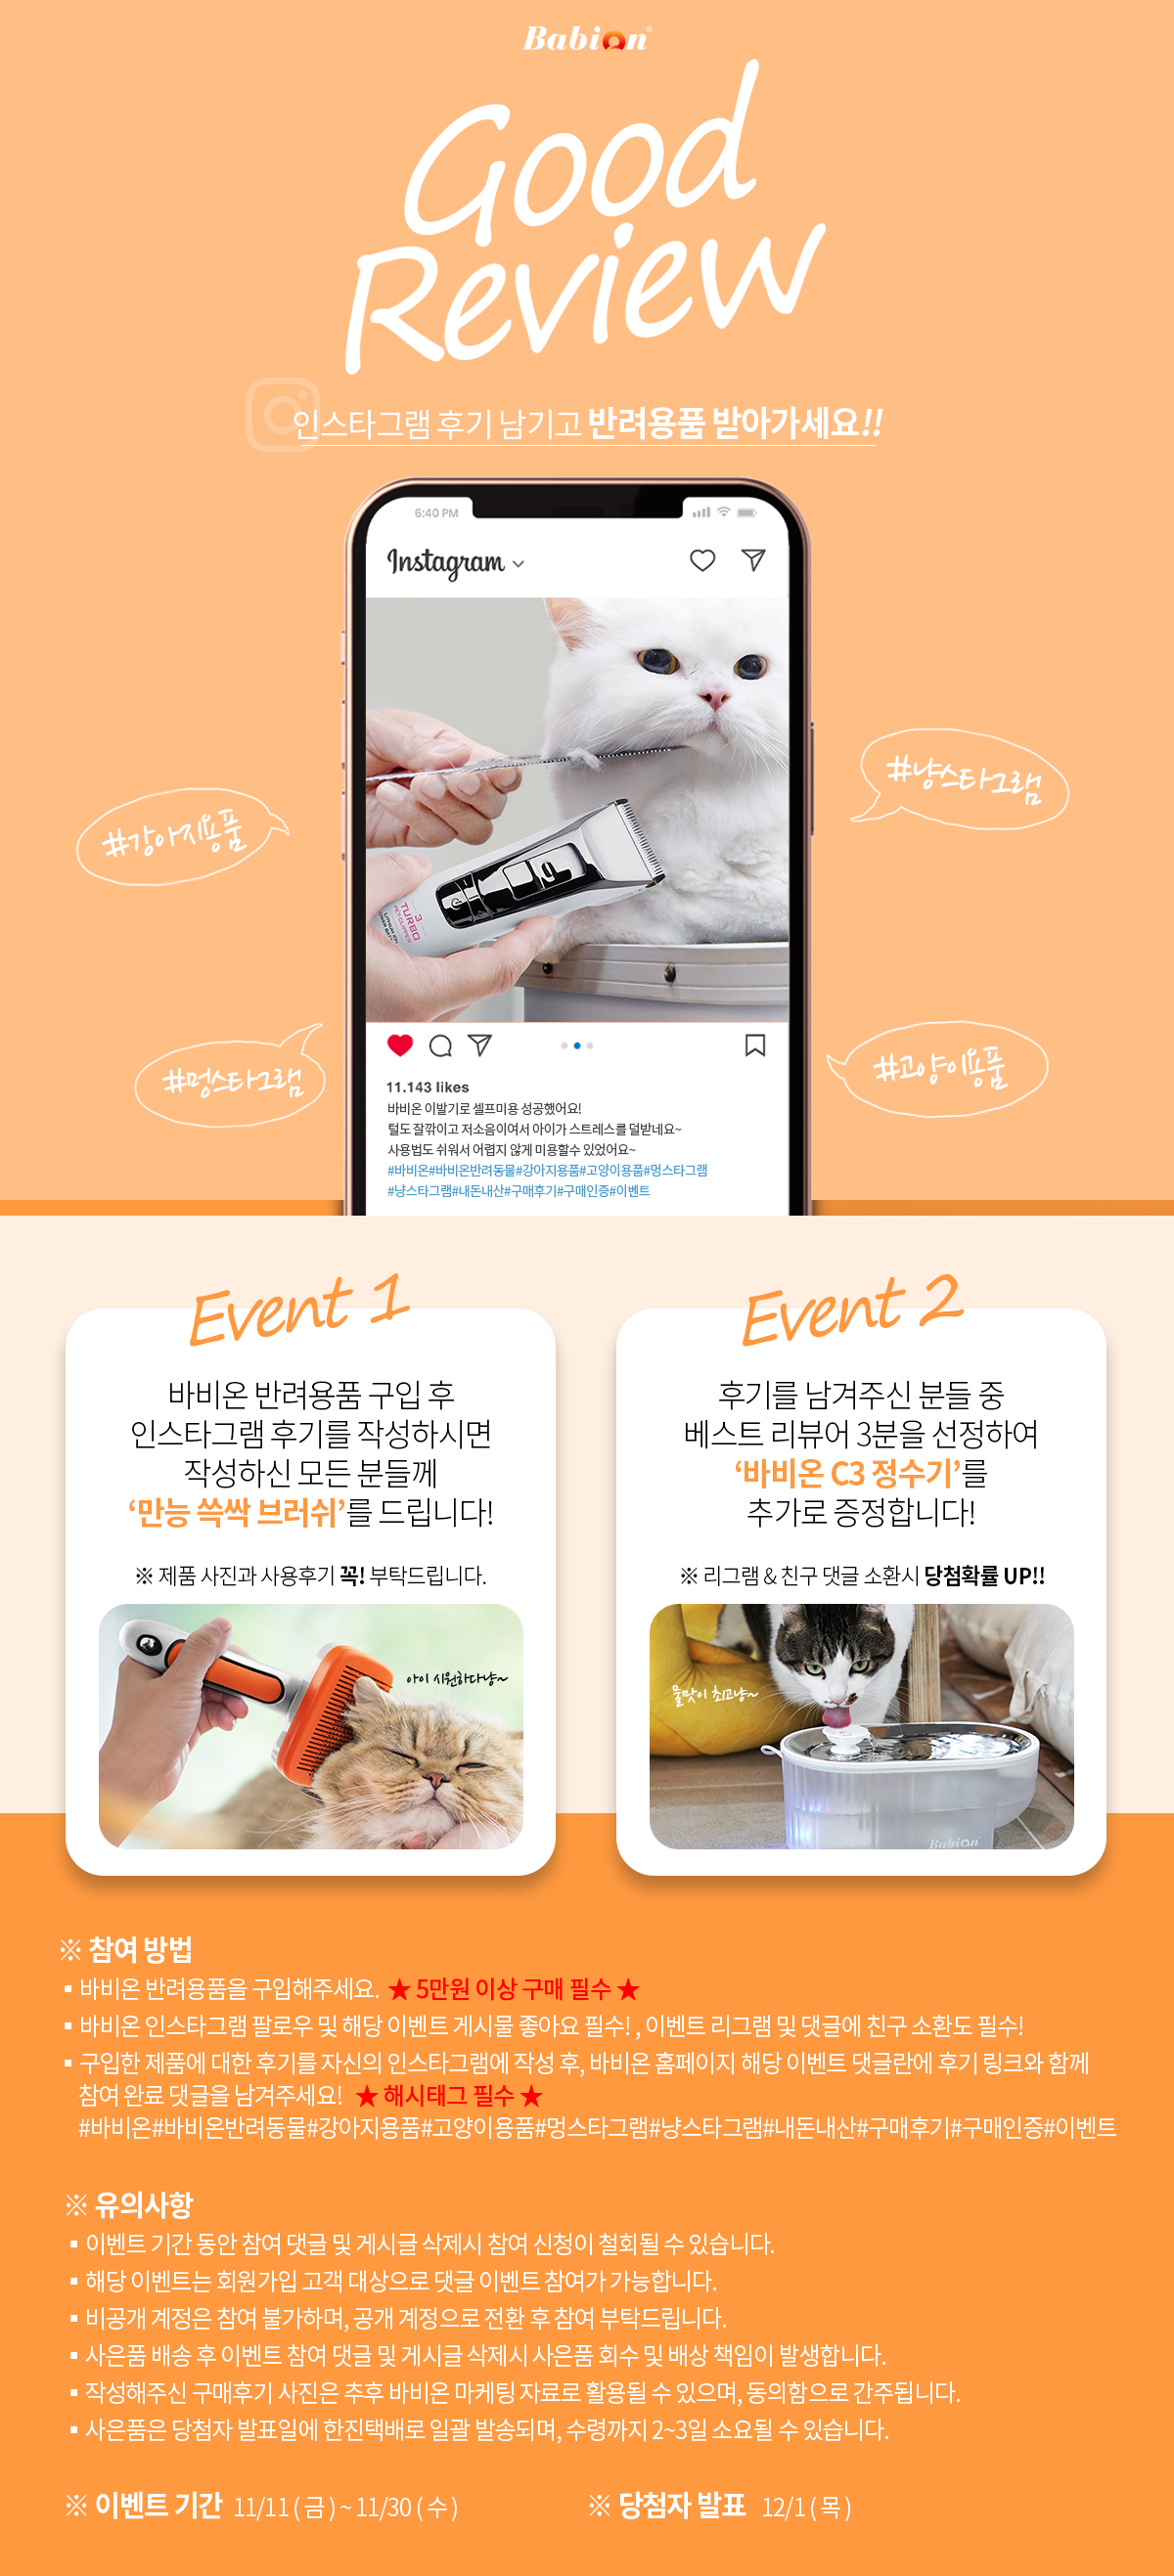 Babion
Good
Review
인스타그램 후기 남기고 반려용품 받아가세요!!
6:40 PM
Instagram
#강아지용품
#냥스타그램
3
TURBO
PET-CLIPPER
#멍스타그램
#고양이용품
11.143 likes
바비온 이발기로 셀프미용 성공했어요!
털도 잘깎이고 저소음이여서 아이가 스트레스를 덜받네요~
사용법도 쉬워서 어렵지 않게 미용할수 있었어요~
#바비온#바비온반려동물#강아지용품#고양이용품#멍스타그램
#냥스타그램#내돈내산#구매후기#구매인증#이벤트
Event 1
바비온 반려용품 구입 후
인스타그램 후기를 작성하시면
작성하신 모든 분들께
‘만능 쓱싹 브러쉬’를 드립니다!
※ 제품 사진과 사용후기 꼭! 부탁드립니다.
아이 시원하다냥~
Event 2
후기를 남겨주신 분들 중
베스트 리뷰어 3분을 선정하여
‘바비온 C3 정수기’를
추가로 증정합니다!
※ 리그램 & 친구 댓글 소환시 당첨확률 UP!!
물맛이 최고냥~
Babion
※ 참여 방법
▪ 바비온 반려용품을 구입해주세요. ★ 5만원 이상 구매 필수 ★
▪ 바비온 인스타그램 팔로우 및 해당 이벤트 게시물 좋아요 필수! , 이벤트 리그램 및 댓글에 친구 소환도 필수!
▪ 구입한 제품에 대한 후기를 자신의 인스타그램에 작성 후, 바비온 홈페이지 해당 이벤트 댓글란에 후기 링크와 함께
참여 완료 댓글을 남겨주세요! ★ 해시태그 필수 ★
#바비온#바비온반려동물#강아지용품#고양이용품#멍스타그램#냥스타그램#내돈내산#구매후기#구매인증#이벤트
※ 유의사항
▪ 이벤트 기간 동안 참여 댓글 및 게시글 삭제시 참여 신청이 철회될 수 있습니다.
▪ 해당 이벤트는 회원가입 고객 대상으로 댓글 이벤트 참여가 가능합니다.
▪ 비공개 계정은 참여 불가하며, 공개 계정으로 전환 후 참여 부탁드립니다.
▪ 사은품 배송 후 이벤트 참여 댓글 및 게시글 삭제시 사은품 회수 및 배상 책임이 발생합니다.
▪ 작성해주신 구매후기 사진은 추후 바비온 마케팅 자료로 활용될 수 있으며, 동의함으로 간주됩니다.
▪ 사은품은 당첨자 발표일에 한진택배로 일괄 발송되며, 수령까지 2~3일 소요될 수 있습니다.
※ 이벤트 기간 11/11 ( 금 ) ~ 11/30 ( 수 )
※ 당첨자 발표 12/1 ( 목 )